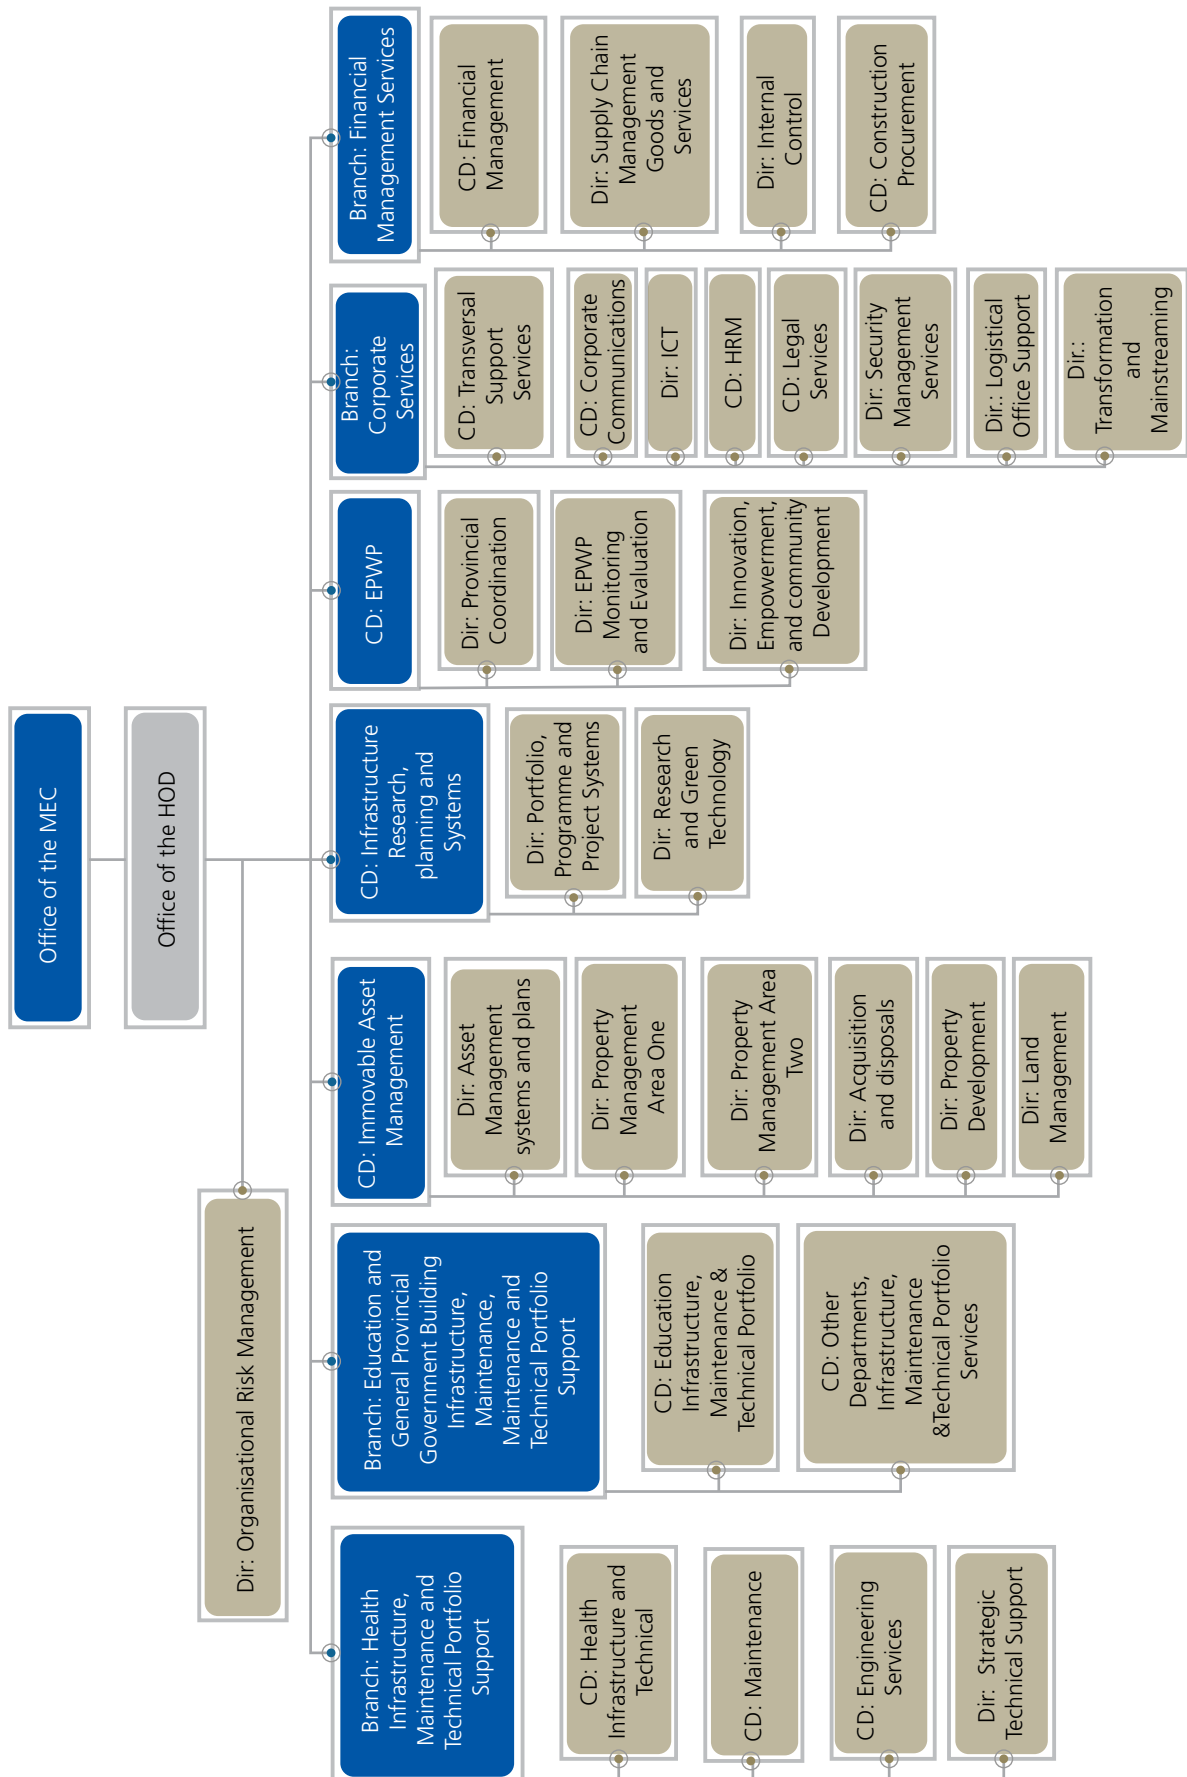 Office of the MEC
Office of the HOD
Dir: Organisational Risk Management
Branch: Health
Infrastructure,
Maintenance and
Technical Portfolio
Support
CD: Health
Infrastructure and
Technical
CD: Maintenance
CD: Engineering
Services
Dir:  Strategic
Technical Support
Branch: Education and
General Provincial
Government Building
Infrastructure,
Maintenance,
Maintenance and
Technical Portfolio
Support
CD: Education
Infrastructure,
Maintenance &
Technical Portfolio
CD: Other
Departments,
Infrastructure,
Maintenance
&Technical Portfolio
Services
CD: Immovable Asset
Management
Dir: Asset
Management
systems and plans
Dir: Property
Management
Area One
Dir: Property
Management Area
Two
Dir: Acquisition
and disposals
Dir: Property
Development
Dir: Land
Management
CD: Infrastructure
Research,
planning and
Systems
Dir: Portfolio,
Programme and
Project Systems
Dir: Research
and Green
Technology
CD: EPWP
Dir: Provincial
Coordination
Dir: EPWP
Monitoring
and Evaluation
Dir: Innovation,
Empowerment,
and community
Development
Branch:
Corporate
Services
CD: Transversal
Support
Services
CD: Corporate
Communications
Dir: ICT
CD: HRM
CD: Legal
Services
Dir: Security
Management
Services
Dir.: Logistical
Office Support
Dir.:
Transformation
and
Mainstreaming
Branch: Financial
Management Services
CD: Financial
Management
Dir: Supply Chain
Management
Goods and
Services
Dir: Internal
Control
CD: Construction
Procurement